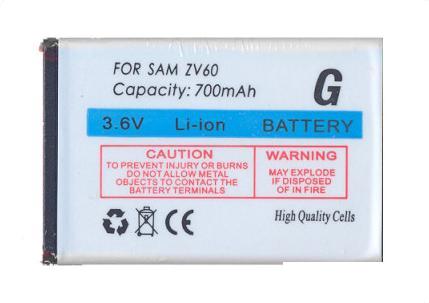 FOR SAM ZV60
Capacity: 700mAh
G
3.6V Li-ion BATTERY
CAUTION
TO PREVENT INJURY OR BURNS
DO NOT ALLOW METALLIC
OBJECTS TO CONTACT THE
BATTERY TERMINALS
WARNING
MAY EXPLODE
IF DISPOSED
OF IN FIRE
CE
High Quality Cells